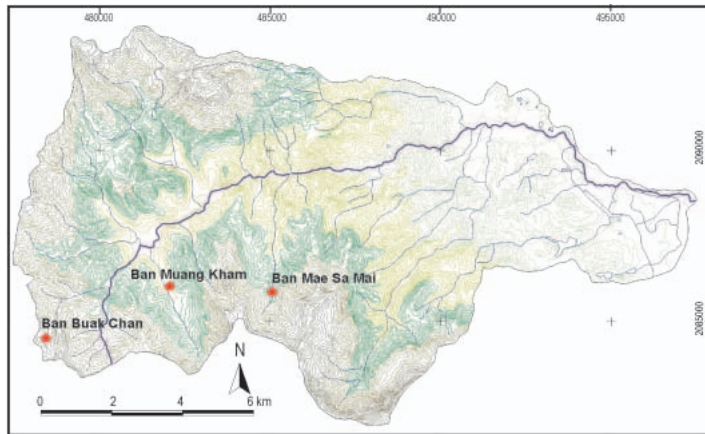 480000 485000 490000 495000
2090000
Ban Muang Kham
Ban Mae Sa Mai
Ban Buak Chan
2085000
N
0 2 4 6 km